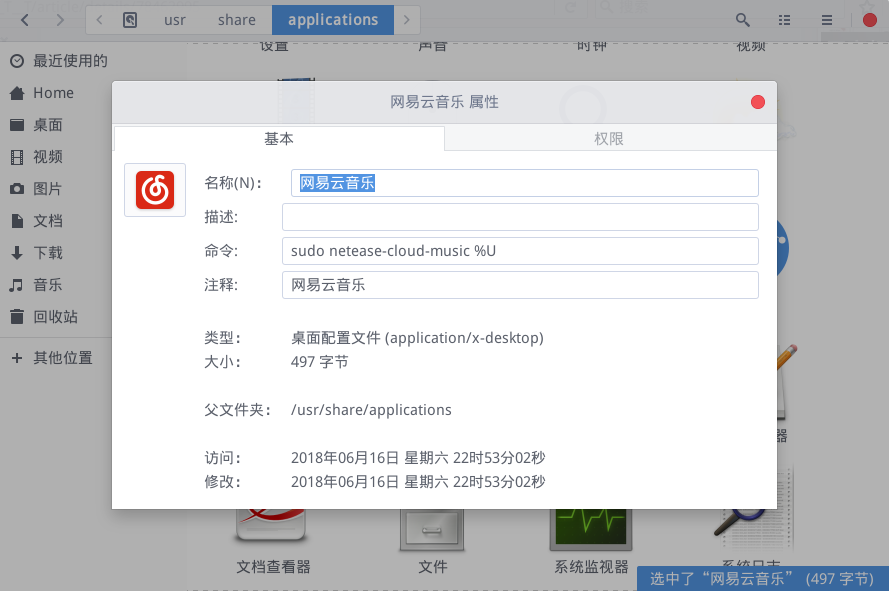 usr share applications
设置 声音 时钟 视频
最近使用的
Home
桌面
视频
图片
文档
下载
音乐
回收站
其他位置
网易云音乐 属性
基本 权限
名称(N)： 网易云音乐
描述:
命令: sudo netease-cloud-music %U
注释: 网易云音乐
类型： 桌面配置文件 (application/x-desktop)
大小： 497 字节
父文件夹： /usr/share/applications
访问： 2018年06月16日 星期六 22时53分02秒
修改： 2018年06月16日 星期六 22时53分02秒
器
文档查看器 文件 系统监视器 系统日志
选中了“网易云音乐” (497 字节)